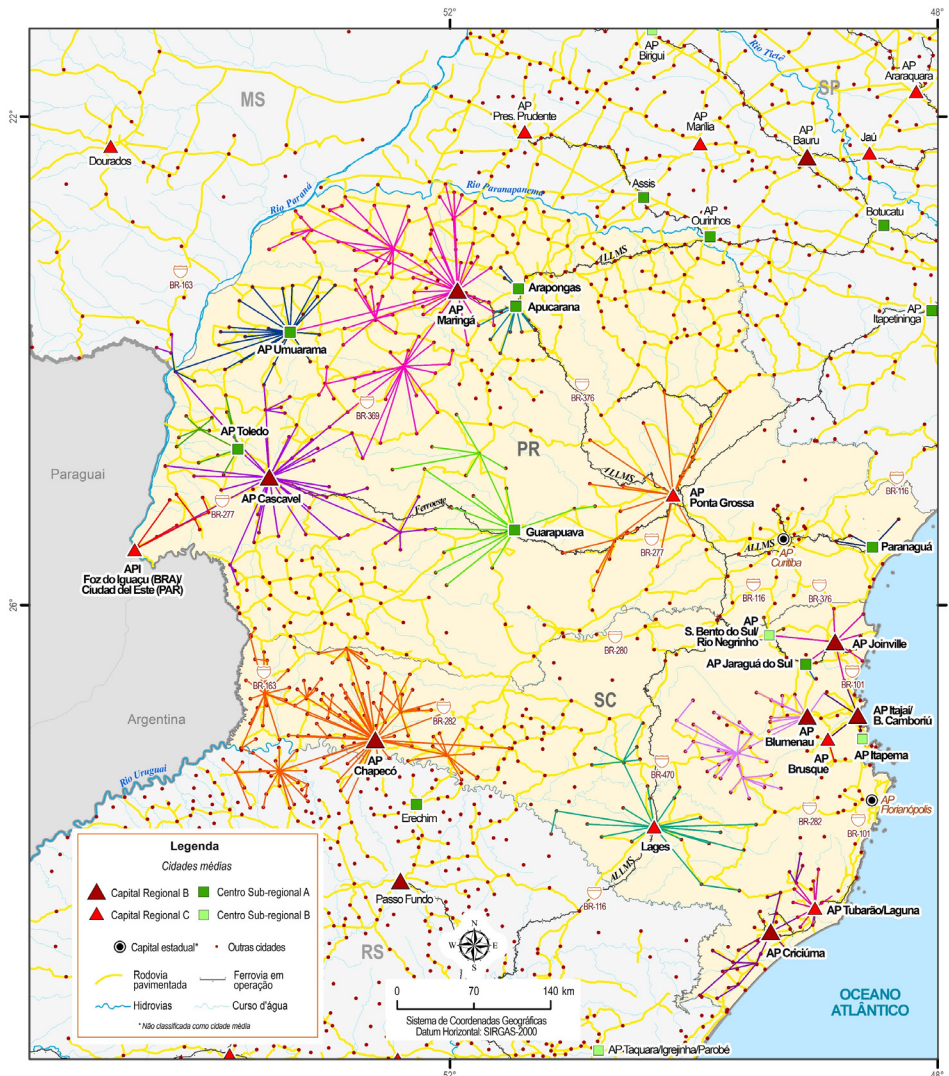 52°
48°
MS
SP
AP
Birigui
Rio Tietê
AP
Araraquara
22°
22°
AP
Pres. Prudente
AP
Marília
AP
Bauru
Jaú
Dourados
Rio Paraná
Rio Paranapanema
Assis
AP
Ourinhos
Botucatu
ALLMS
BR-163
Arapongas
Apucarana
AP
Maringá
AP
Itapetininga
AP Umuarama
BR-376
BR-369
AP Toledo
PR
Paraguai
AP Cascavel
ALLMS
BR-116
BR-277
Ferroeste
AP
Ponta Grossa
Guarapuava
BR-277
ALLMS
AP
Curitiba
Paranaguá
API
Foz do Iguaçu (BRA)/
Ciudad del Este (PAR)
BR-116
BR-376
26°
26°
AP
S. Bento do Sul/
Rio Negrinho
BR-280
AP Joinville
AP Jaraguá do Sul
BR-163
BR-101
SC
BR-282
Argentina
AP Itajaí/
B. Camboriú
AP
Blumenau
AP
Chapecó
AP
Brusque
AP Itapema
Rio Uruguai
BR-470
Erechim
AP
Florianópolis
BR-282
BR-101
Lages
ALLMS
Passo Fundo
BR-116
AP Tubarão/Laguna
AP Criciúma
RS
Legenda
Cidades médias
Capital Regional B
Centro Sub-regional A
Capital Regional C
Centro Sub-regional B
Capital estadual*
Outras cidades
Rodovia
pavimentada
Ferrovia em
operação
Hidrovias
Curso d'água
* Não classificada como cidade média
N
W
E
S
0
70
140 km
Sistema de Coordenadas Geográficas
Datum Horizontal: SIRGAS-2000
OCEANO
ATLÂNTICO
AP Taquara/Igrejinha/Parobé
52°
48°